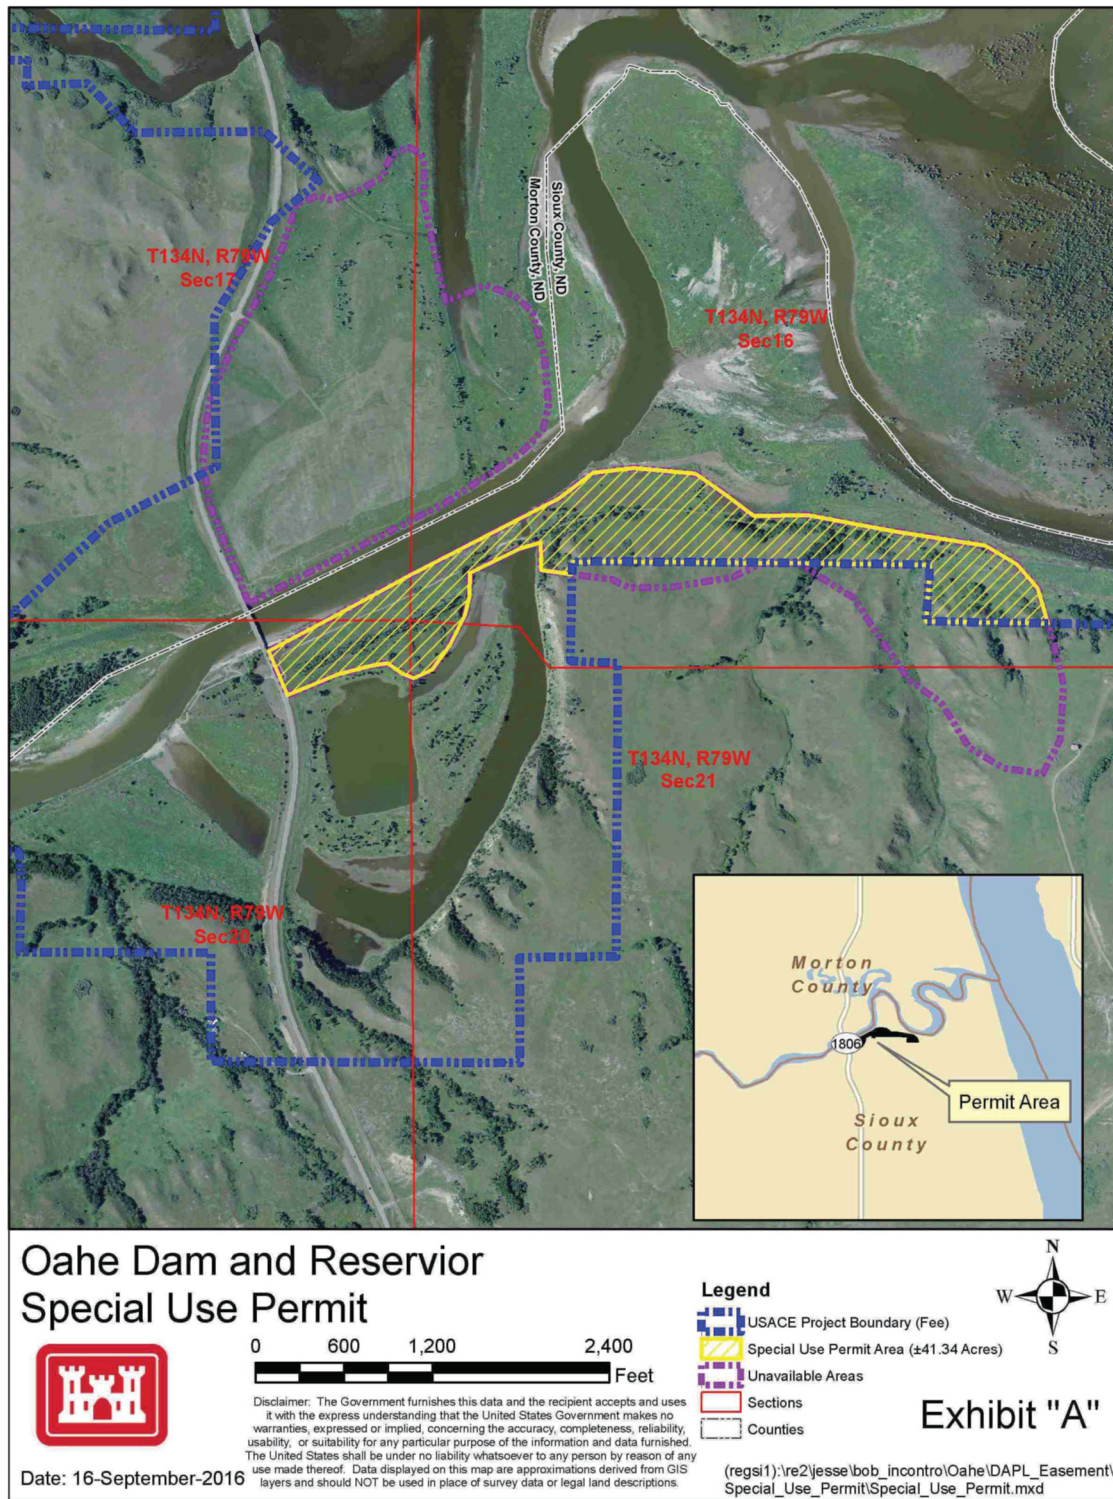 T134N, R79W
Sec17
Sioux County, ND
Morton County, ND
T134N, R79W
Sec16
T134N, R79W
Sec21
T134N, R79W
Sec20
Morton
County
1806
Permit Area
Sioux
County
Oahe Dam and Reservior
Special Use Permit
0 600 1,200 2,400
Feet
Disclaimer: The Government furnishes this data and the recipient accepts and uses
it with the express understanding that the United States Government makes no
warranties, expressed or implied, concerning the accuracy, completeness, reliability,
usability, or suitability for any particular purpose of the information and data furnished.
The United States shall be under no liability whatsoever to any person by reason of any
use made thereof. Data displayed on this map are approximations derived from GIS
layers and should NOT be used in place of survey data or legal land descriptions.
Date: 16-September-2016
Legend
USACE Project Boundary (Fee)
Special Use Permit Area (±41.34 Acres)
Unavailable Areas
Sections
Counties
N
W
E
S
Exhibit "A"
(regsi1):\re2\jesse\bob_incontro\Oahe\DAPL_Easement\
Special_Use_Permit\Special_Use_Permit.mxd